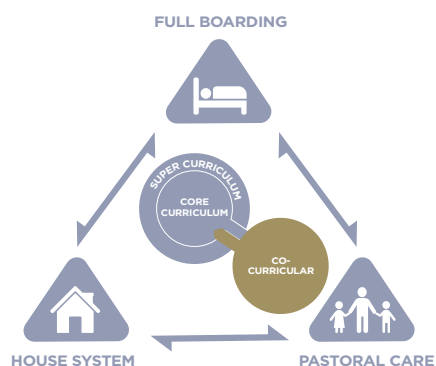 FULL BOARDING
SUPER CURRICULUM
CORE
CURRICULUM
CO-
CURRICULAR
HOUSE SYSTEM
PASTORAL CARE